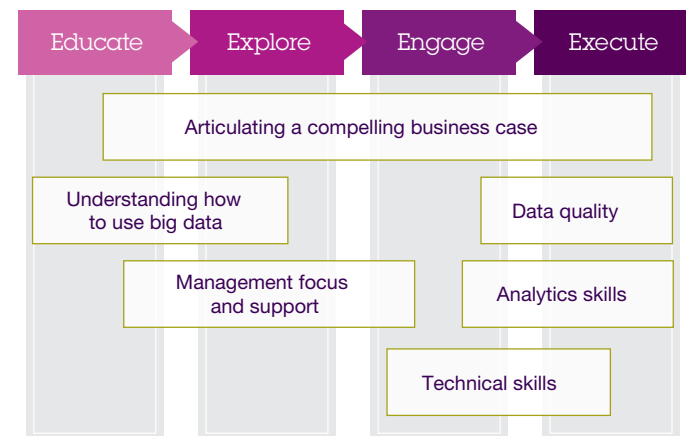 Educate
Explore
Engage
Execute
Articulating a compelling business case
Understanding how
to use big data
Data quality
Management focus
and support
Analytics skills
Technical skills